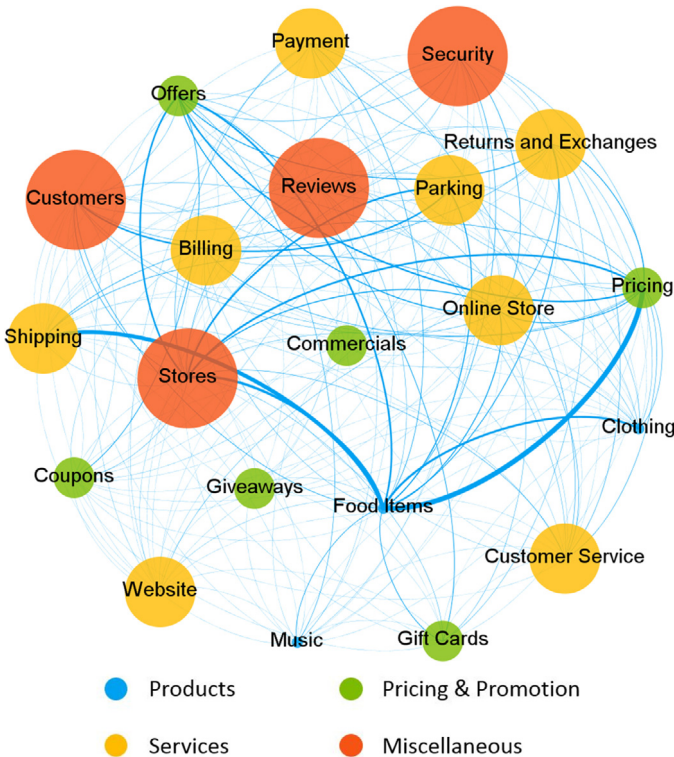 Payment
Security
Offers
Returns and Exchanges
Reviews
Parking
Customers
Billing
Pricing
Online Store
Shipping
Commercials
Stores
Clothing
Coupons
Giveaways
Food Items
Customer Service
Website
Music
Gift Cards
Products
Pricing & Promotion
Services
Miscellaneous